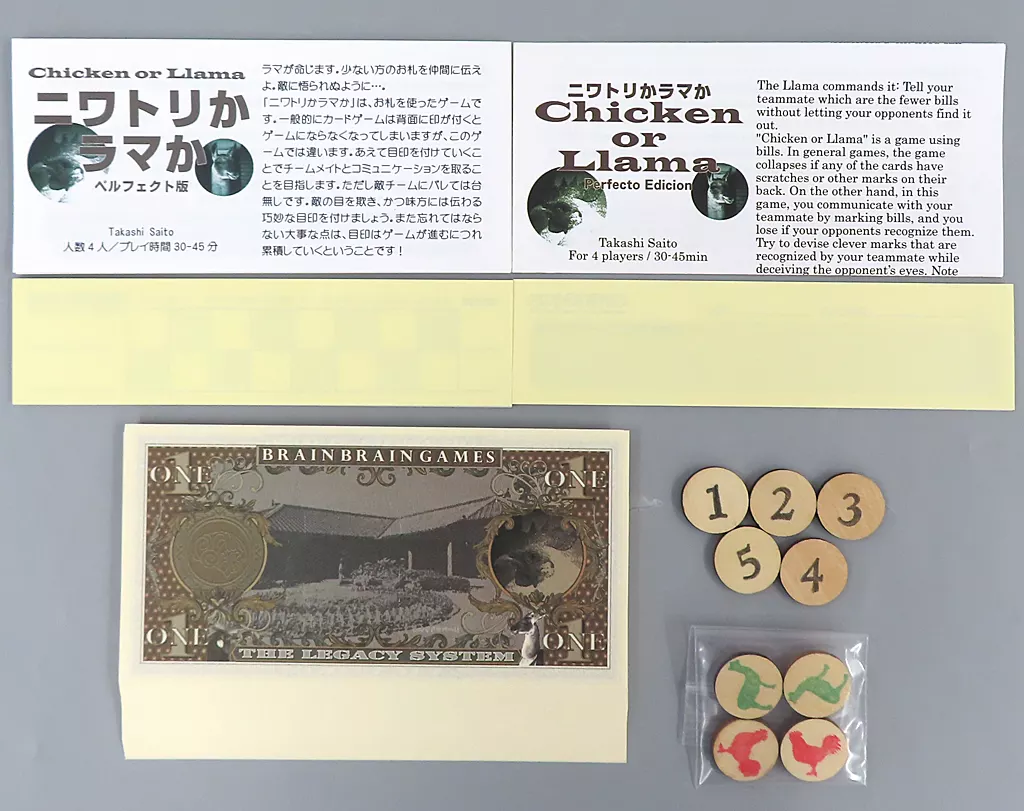 Chicken or Llama
ニワトリか
ラマか
ペルフェクト版
Takashi Saito
人数4人／プレイ時間30-45分
ラマが命じます。少ない方のお札を仲間に伝え
よ。敵に悟られぬように…。
「ニワトリかラマか」は、お札を使ったゲームで
す。一般的にカードゲームは背面に印が付くと
ゲームにならなくなってしまいますが、このゲ
ームでは違います。あえて目印を付けていくこ
とでチームメイトとコミュニケーションを取るこ
とを目指します。ただし敵チームにバレては台
無しです。敵の目を欺き、かつ味方には伝わる
巧妙な目印を付けましょう。また忘れてはなら
ない大事な点は、目印はゲームが進むにつれ
累積していくということです！
ニワトリかラマか
Chicken
or
Llama
Perfecto Edicion
Takashi Saito
For 4 players / 30-45min
The Llama commands it: Tell your
teammate which are the fewer bills
without letting your opponents find it
out.
"Chicken or Llama" is a game using
bills. In general games, the game
collapses if any of the cards have
scratches or other marks on their
back. On the other hand, in this
game, you communicate with your
teammate by marking bills, and you
lose if your opponents recognize them.
Try to devise clever marks that are
recognized by your teammate while
deceiving the opponent's eyes. Note
BRAIN BRAIN GAMES
ONE
ONE
ONE
ONE
THE LEGACY SYSTEM
1
2
3
5
4